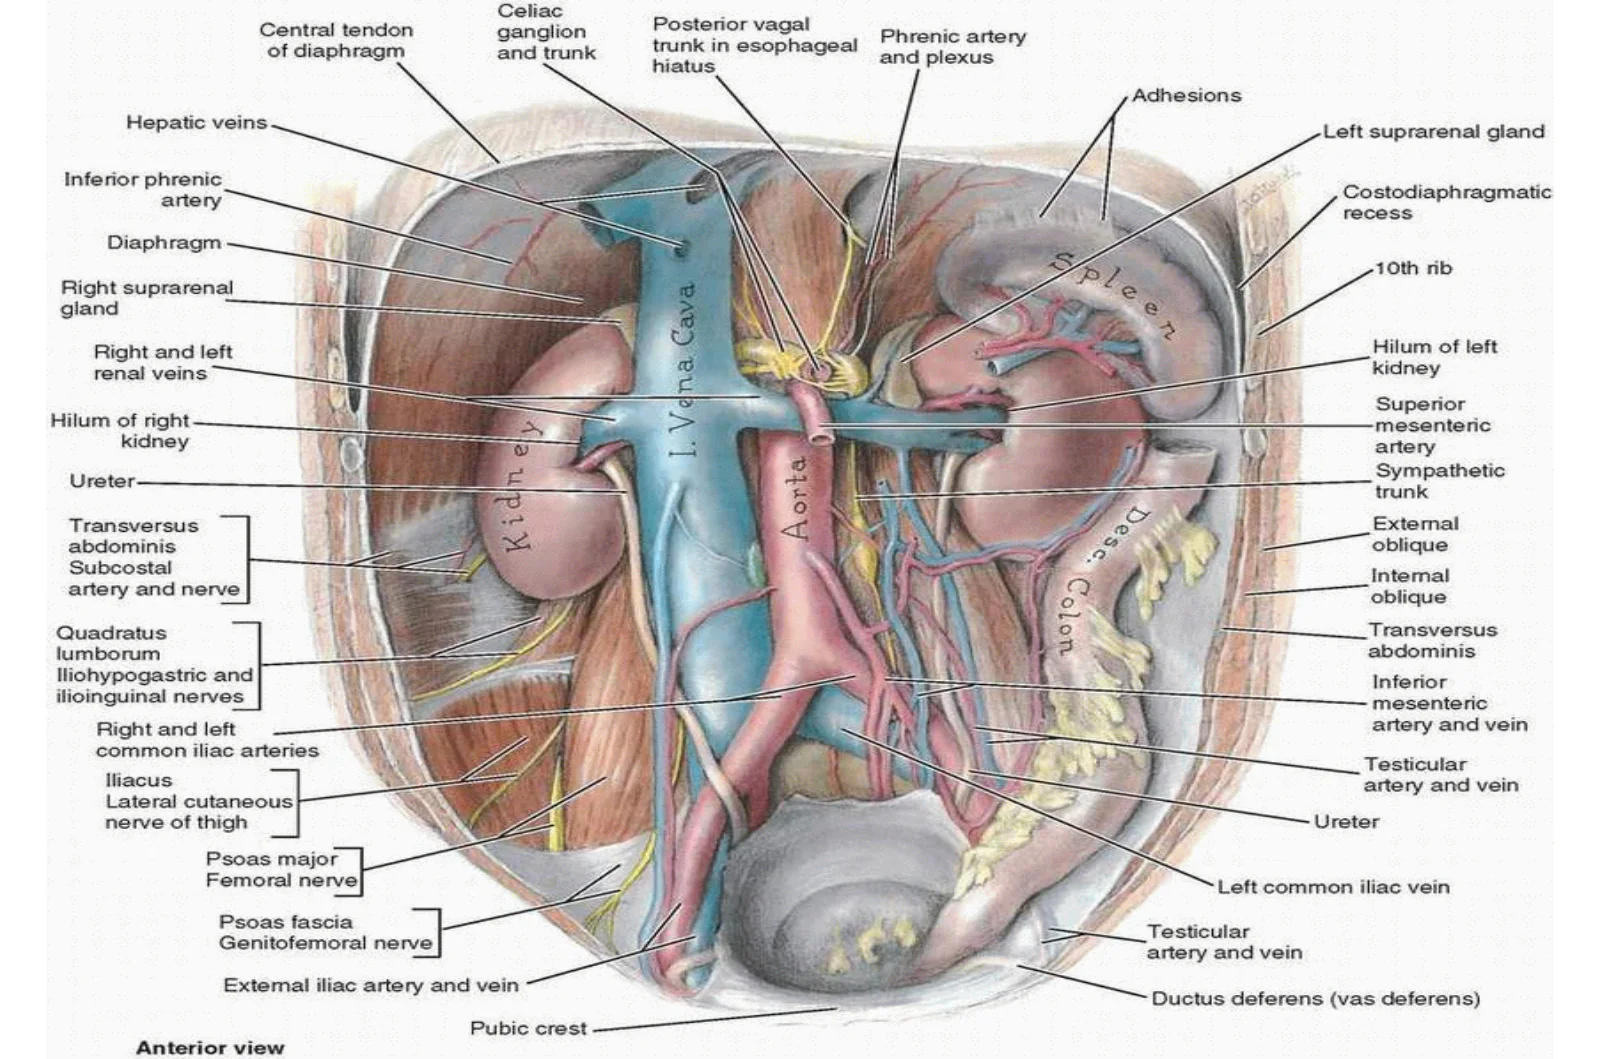 Celiac
ganglion
and trunk
Central tendon
of diaphragm
Posterior vagal
trunk in esophageal
hiatus
Phrenic artery
and plexus
Adhesions
Hepatic veins
Left suprarenal gland
Inferior phrenic
artery
Costodiaphragmatic
recess
Diaphragm
10th rib
Right suprarenal
gland
Right and left
renal veins
Hilum of left
kidney
Hilum of right
kidney
Superior
mesenteric
artery
Ureter
Sympathetic
trunk
Transversus
abdominis
Subcostal
artery and nerve
External
oblique
Internal
oblique
Quadratus
lumborum
Iliohypogastric and
ilioinguinal nerves
Transversus
abdominis
Inferior
mesenteric
artery and vein
Right and left
common iliac arteries
Testicular
artery and vein
Iliacus
Lateral cutaneous
nerve of thigh
Ureter
Psoas major
Femoral nerve
Left common iliac vein
Psoas fascia
Genitofemoral nerve
Testicular
artery and vein
External iliac artery and vein
Ductus deferens (vas deferens)
Pubic crest
Anterior view
Spleen
I. Vena Cava
Kidney
Aorta
Desc. Colon